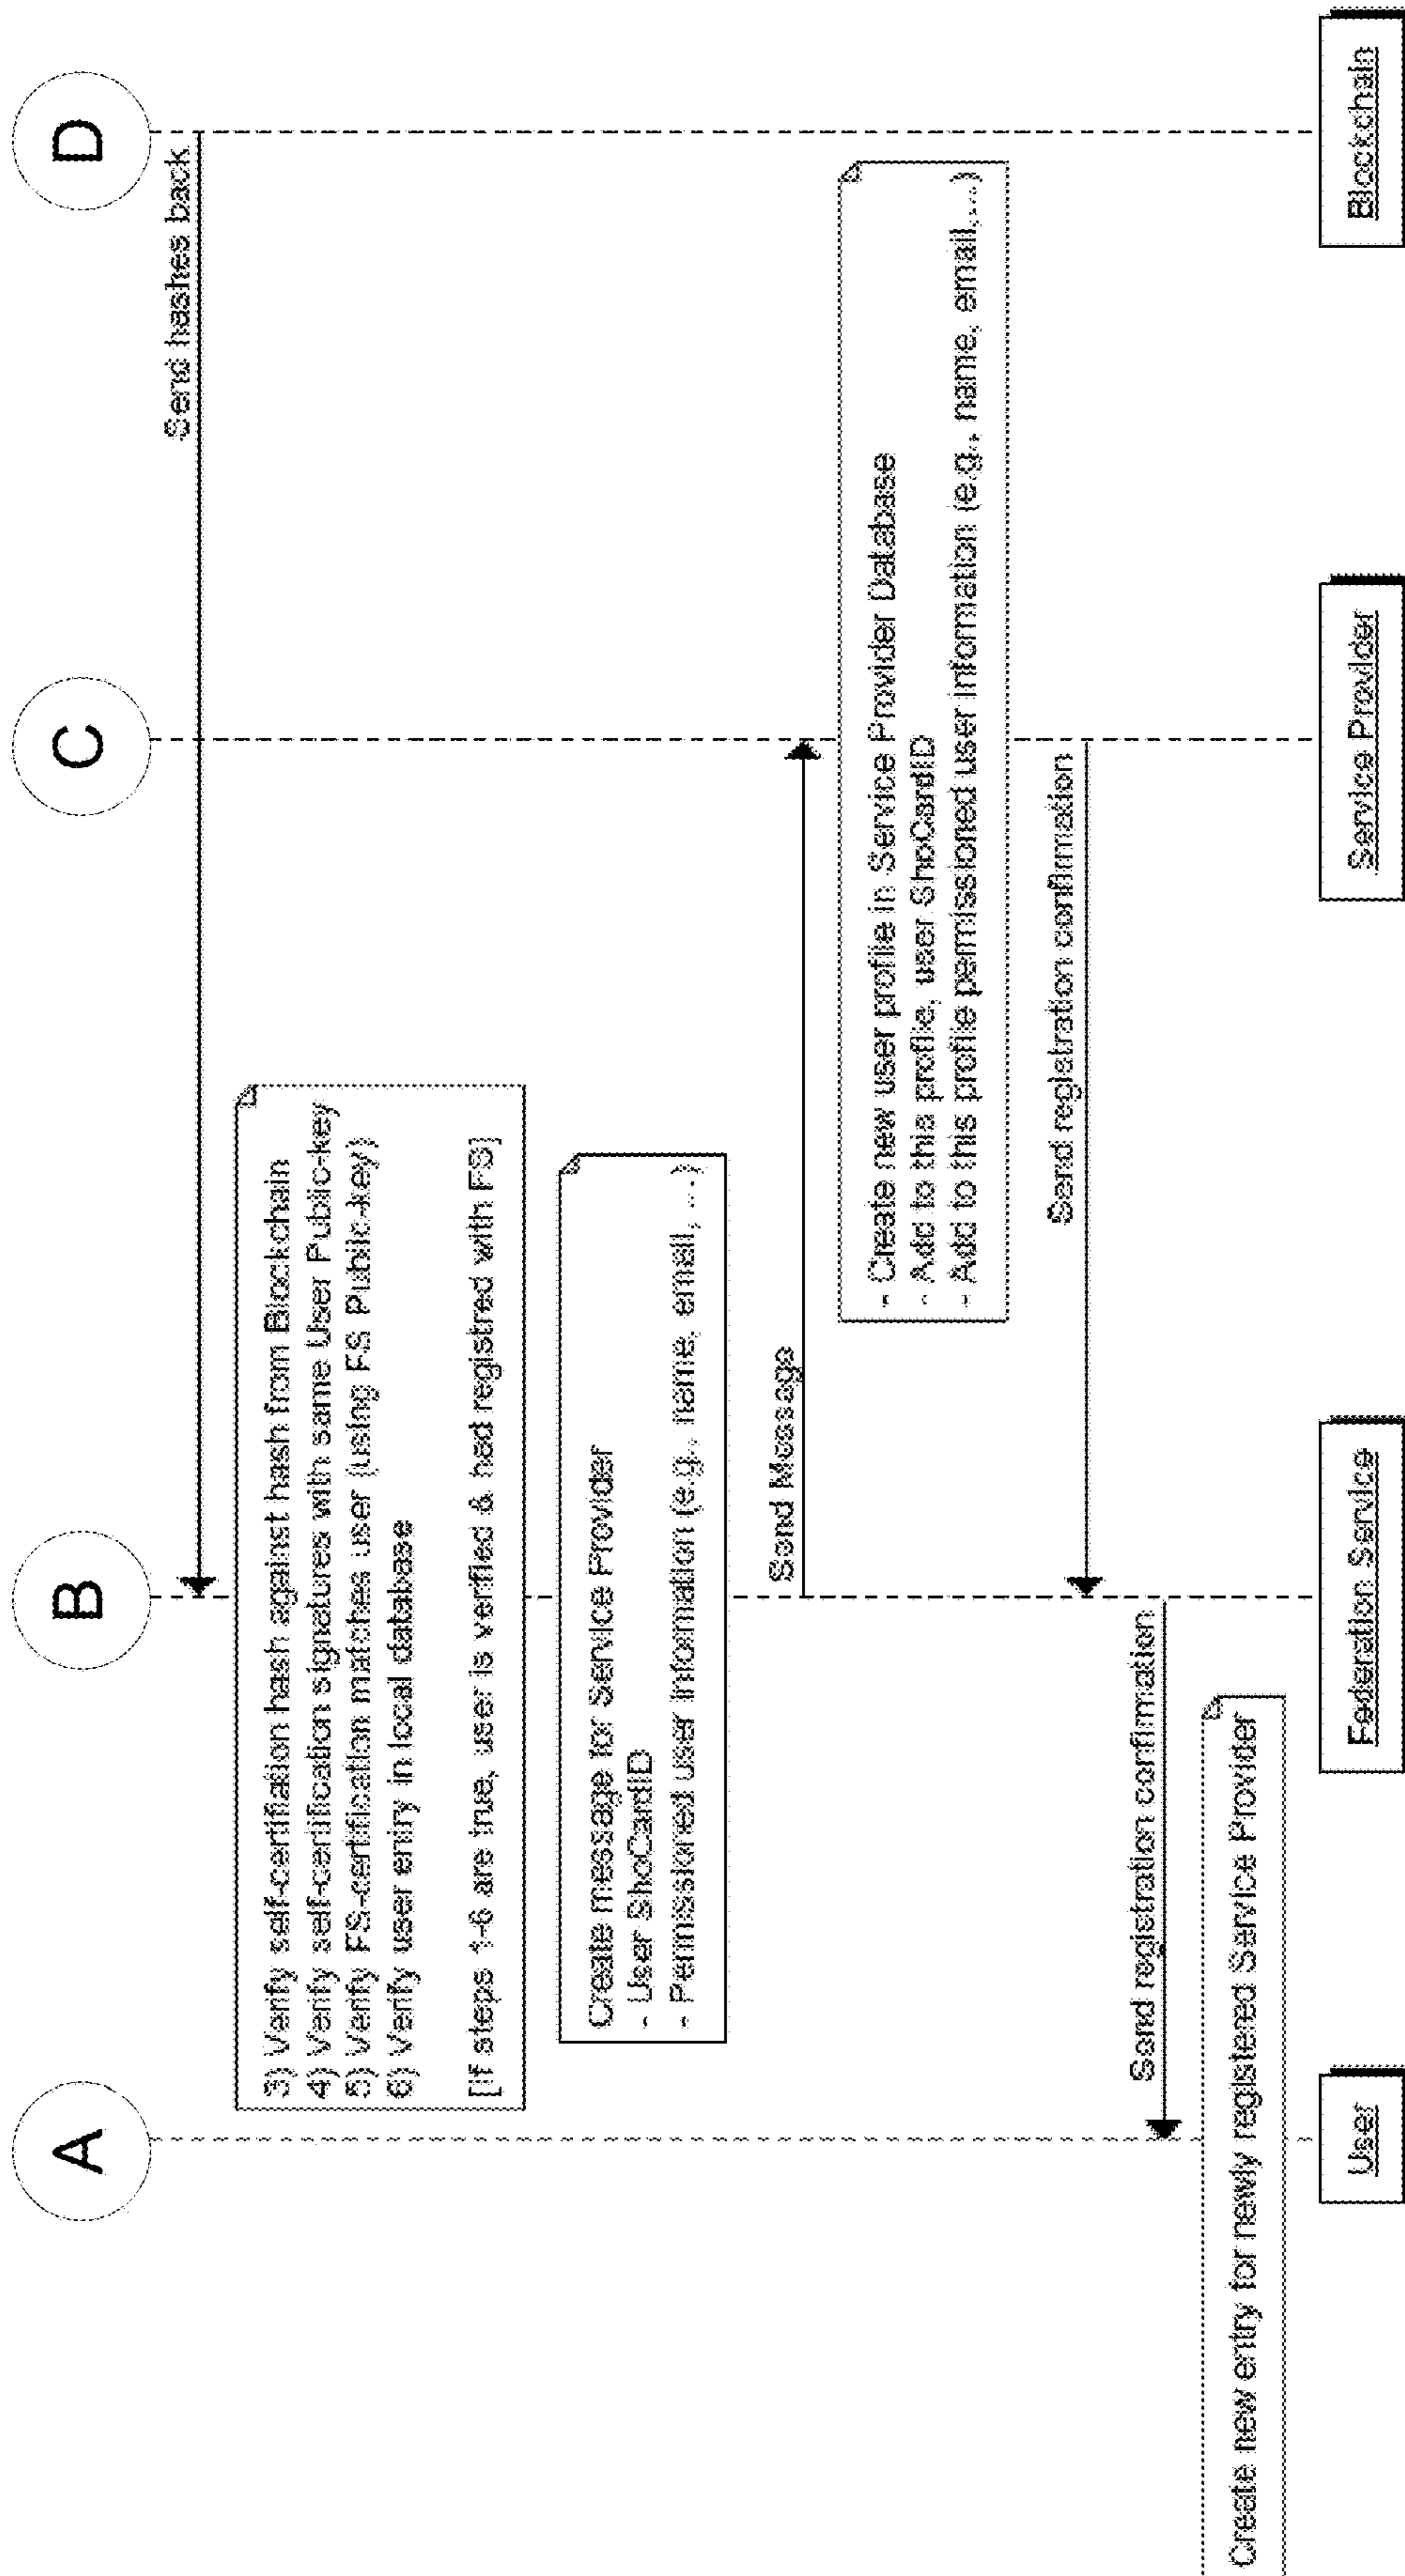 A
B
C
D
Send hashes back
3) Verify self-certifiation hash against hash from Blockchain
4) Verify self-certification signatures with same User Public-key
5) Verify FS-certification matches user (using FS Public-key)
6) Verify user entry in local database
[If steps 1-6 are true, user is verified & had registred with FS]
Create message for Service Provider
- User ShoCardID
- Permissioned user information (e.g., name, email, ...)
Send Message
- Create new user profile in Service Provider Database
- Add to this profile, user ShoCardID
- Add to this profile permissioned user information (e.g., name, email,...)
Send registration confirmation
Send registration confirmation
Create new entry for newly registered Service Provider
User
Federation Service
Service Provider
Blockchain